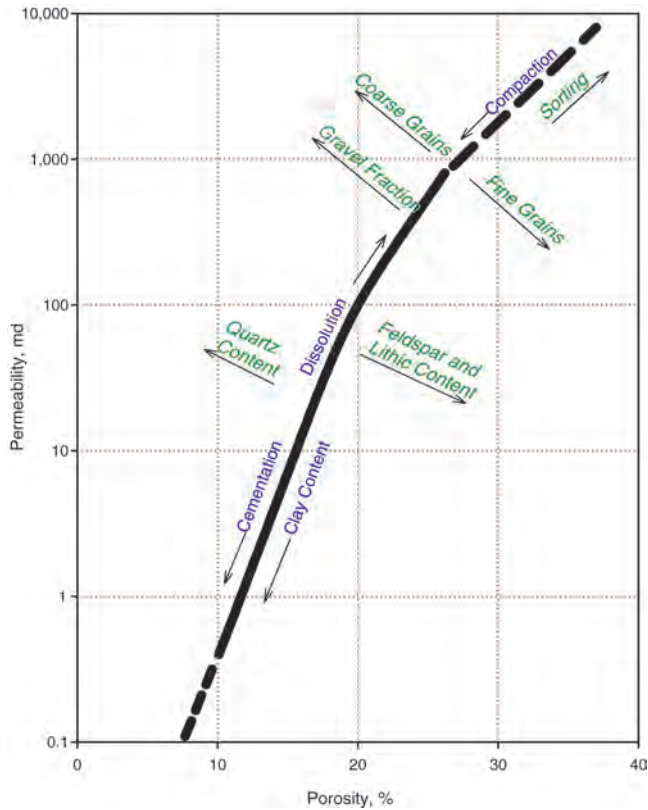 10,000
1,000
100
10
1
0.1
Permeability, md
Coarse Grains
Compaction
Sorting
Gravel Fraction
Fine Grains
Dissolution
Quartz
Content
Feldspar and
Lithic Content
Cementation
Clay Content
0
10
20
30
40
Porosity, %